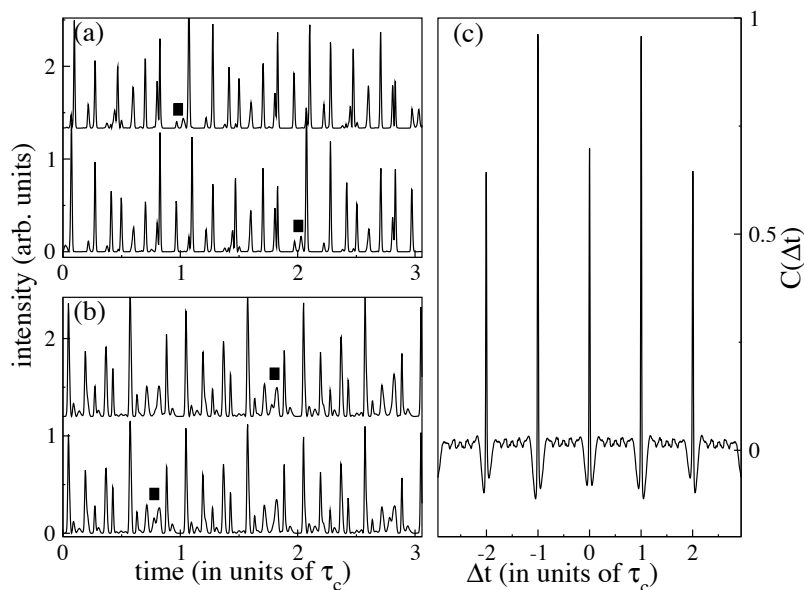 (a)
2
1
0
0 1 2 3
(b)
2
1
0
0 1 2 3
time (in units of τc)
intensity (arb. units)
(c)
1
0.5
0
C(Δt)
-2 -1 0 1 2
Δt (in units of τc)